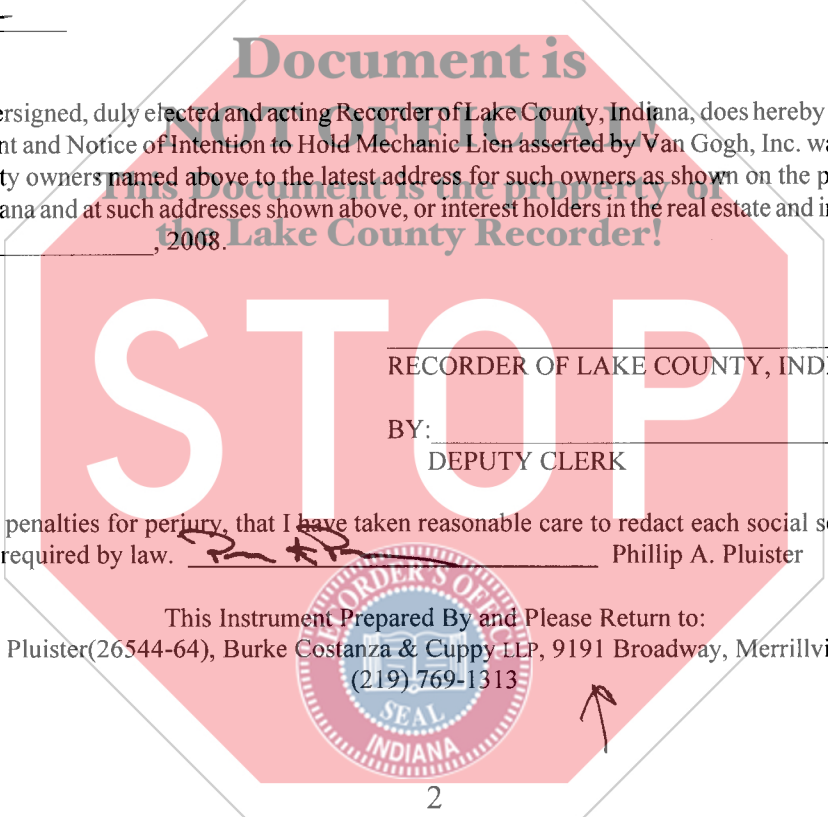 Document is
NOT OFFICIAL!
This Document is the property of
the Lake County Recorder!
STOP
ersigned, duly elected and acting Recorder of Lake County, Indiana, does hereby
nt and Notice of Intention to Hold Mechanic Lien asserted by Van Gogh, Inc. wa
ty owners named above to the latest address for such owners as shown on the p
ana and at such addresses shown above, or interest holders in the real estate and in
, 2008.
RECORDER OF LAKE COUNTY, INDI
BY:
DEPUTY CLERK
penalties for perjury, that I have taken reasonable care to redact each social se
required by law. Phillip A. Pluister
This Instrument Prepared By and Please Return to:
Pluister(26544-64), Burke Costanza & Cuppy LLP, 9191 Broadway, Merrillvi
(219) 769-1313
RECORDER'S OFFICE
SEAL
INDIANA
2